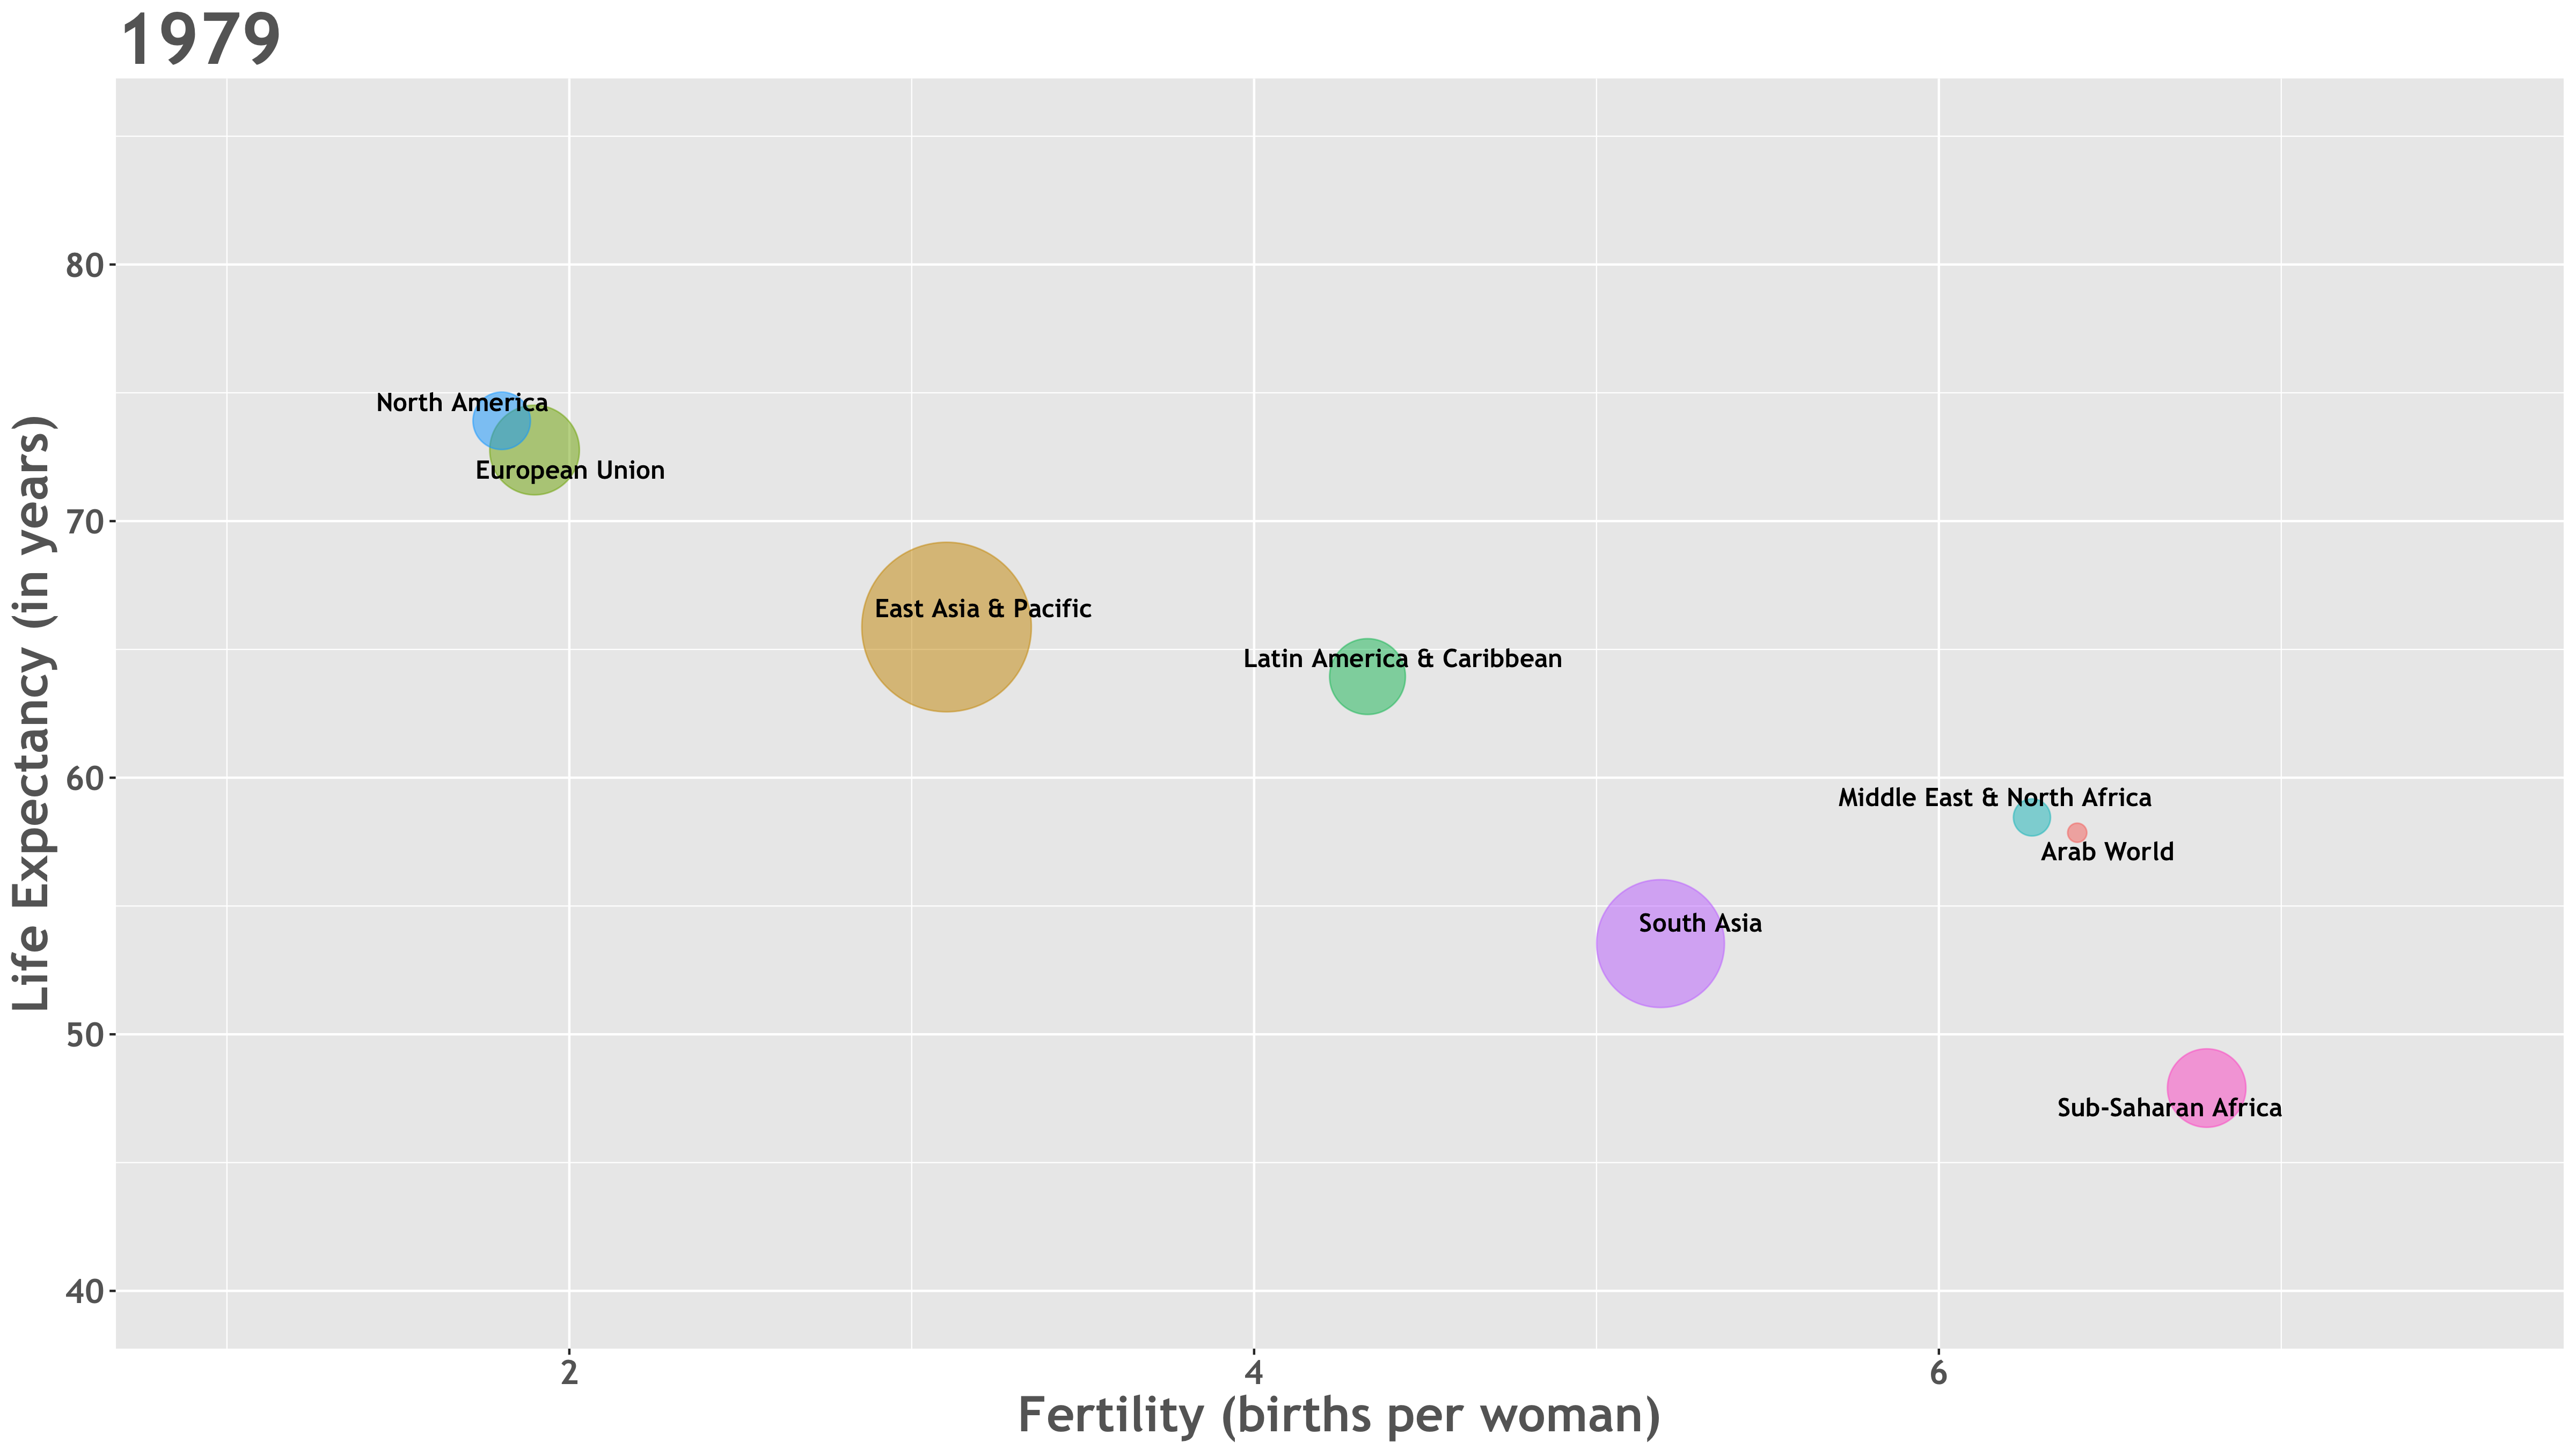 1979
Life Expectancy (in years)
80
70
60
50
40
North America
European Union
East Asia & Pacific
Latin America & Caribbean
Middle East & North Africa
Arab World
South Asia
Sub-Saharan Africa
2
4
6
Fertility (births per woman)